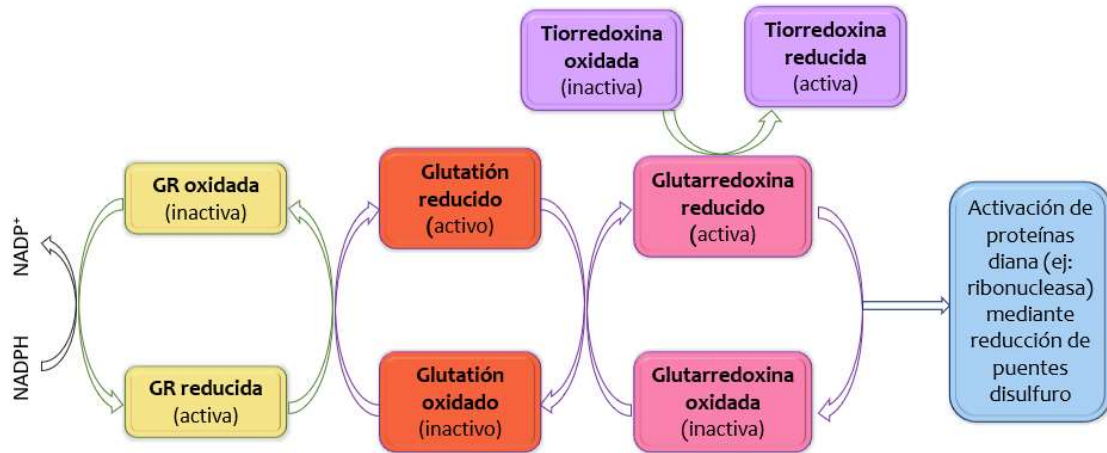 Tiorredoxina
oxidada
(inactiva)
Tiorredoxina
reducida
(activa)
GR oxidada
(inactiva)
Glutatión
reducido
(activo)
Glutarredoxina
reducido
(activa)
NADP⁺
NADPH
GR reducida
(activa)
Glutatión
oxidado
(inactivo)
Glutarredoxina
oxidada
(inactiva)
Activación de
proteínas
diana (ej:
ribonucleasa)
mediante
reducción de
puentes
disulfuro